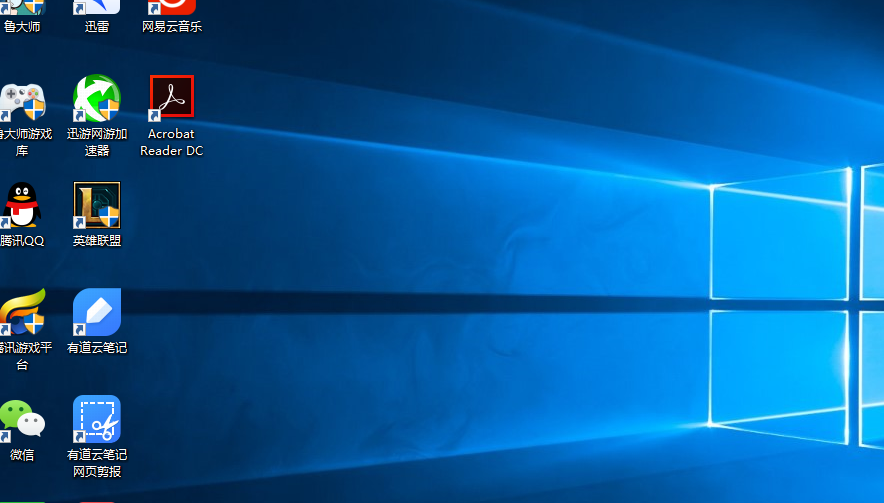 鲁大师
迅雷
网易云音乐
鲁大师游戏
库
迅游网游加
速器
Acrobat
Reader DC
腾讯QQ
英雄联盟
腾讯游戏平
台
有道云笔记
微信
有道云笔记
网页剪报